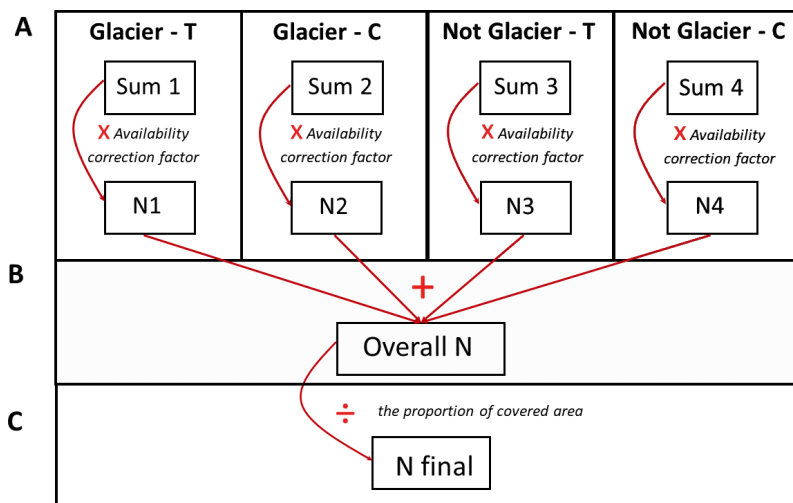 A
Glacier - T
Glacier - C
Not Glacier - T
Not Glacier - C
Sum 1
Sum 2
Sum 3
Sum 4
X Availability
correction factor
X Availability
correction factor
X Availability
correction factor
X Availability
correction factor
N1
N2
N3
N4
B
+
Overall N
C
÷ the proportion of covered area
N final